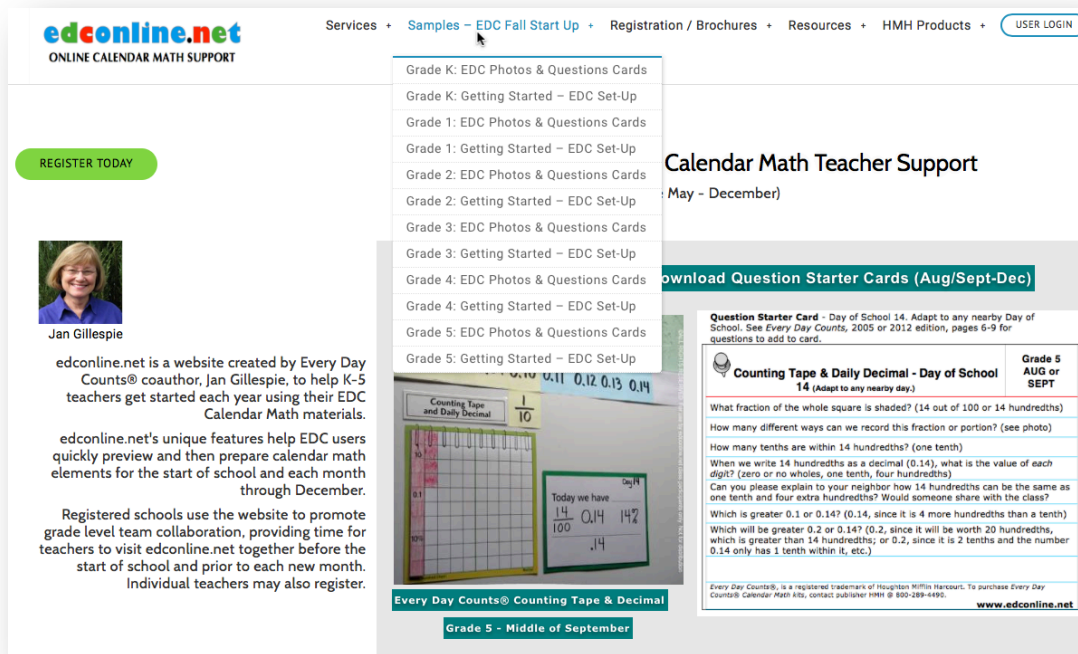 edconline.net
ONLINE CALENDAR MATH SUPPORT
Services +
Samples – EDC Fall Start Up +
Registration / Brochures +
Resources +
HMH Products +
USER LOGIN
Grade K: EDC Photos & Questions Cards
Grade K: Getting Started – EDC Set-Up
Grade 1: EDC Photos & Questions Cards
Grade 1: Getting Started – EDC Set-Up
Grade 2: EDC Photos & Questions Cards
Grade 2: Getting Started – EDC Set-Up
Grade 3: EDC Photos & Questions Cards
Grade 3: Getting Started – EDC Set-Up
Grade 4: EDC Photos & Questions Cards
Grade 4: Getting Started – EDC Set-Up
Grade 5: EDC Photos & Questions Cards
Grade 5: Getting Started – EDC Set-Up
REGISTER TODAY
Calendar Math Teacher Support
May - December)
Jan Gillespie
edconline.net is a website created by Every Day
Counts® coauthor, Jan Gillespie, to help K-5
teachers get started each year using their EDC
Calendar Math materials.
edconline.net's unique features help EDC users
quickly preview and then prepare calendar math
elements for the start of school and each month
through December.
Registered schools use the website to promote
grade level team collaboration, providing time for
teachers to visit edconline.net together before the
start of school and prior to each new month.
Individual teachers may also register.
ownload Question Starter Cards (Aug/Sept-Dec)
0.11 0.12 0.13 0.14
Counting Tape
and Daily Decimal
1
10
10
0.1
10%
Day 14
Today we have
14
100
0.14
14%
.14
Every Day Counts® Counting Tape & Decimal
Grade 5 - Middle of September
Question Starter Card - Day of School 14. Adapt to any nearby Day of
School. See Every Day Counts, 2005 or 2012 edition, pages 6-9 for
questions to add to card.
Counting Tape & Daily Decimal - Day of School
14 (Adapt to any nearby day.)
Grade 5
AUG or
SEPT
What fraction of the whole square is shaded? (14 out of 100 or 14 hundredths)
How many different ways can we record this fraction or portion? (see photo)
How many tenths are within 14 hundredths? (one tenth)
When we write 14 hundredths as a decimal (0.14), what is the value of each
digit? (zero or no wholes, one tenth, four hundredths)
Can you please explain to your neighbor how 14 hundredths can be the same as
one tenth and four extra hundredths? Would someone share with the class?
Which is greater 0.1 or 0.14? (0.14, since it is 4 more hundredths than a tenth)
Which will be greater 0.2 or 0.14? (0.2, since it will be worth 20 hundredths,
which is greater than 14 hundredths; or 0.2, since it is 2 tenths and the number
0.14 only has 1 tenth within it, etc.)
Every Day Counts®, is a registered trademark of Houghton Mifflin Harcourt. To purchase Every Day
Counts® Calendar Math kits, contact publisher HMH @ 800-289-4490.
www.edconline.net